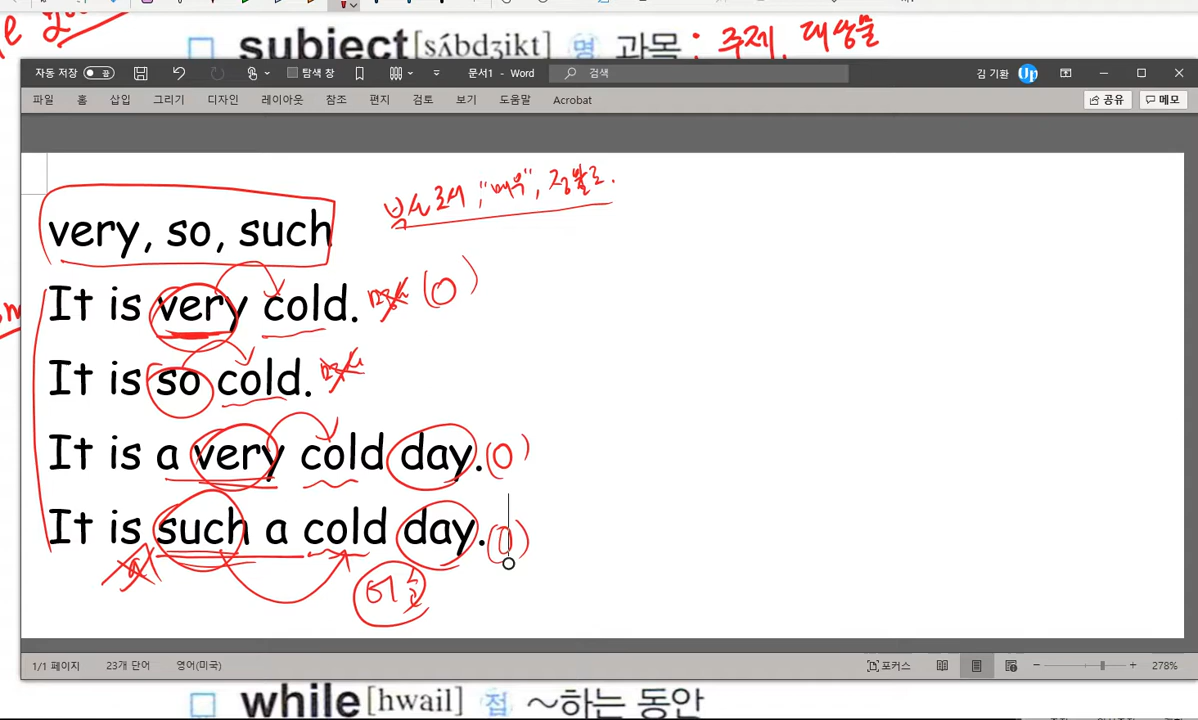 subject[sʌ́bdʒikt] 명 과목 : 주제, 대상물
자동 저장 끔 탐색 창 문서1 - Word 검색 김 기환
파일 홈 삽입 그리기 디자인 레이아웃 참조 편지 검토 보기 도움말 Acrobat 공유 메모
부사로서, "매우", 정말로.
very, so, such
It is very cold. 명사 (O)
It is so cold. 명사
It is a very cold day. (O)
It is such a cold day. (O)
a 어순
1/1 페이지 23개 단어 영어(미국) 포커스 278%
while[hwail] 접 ~하는 동안